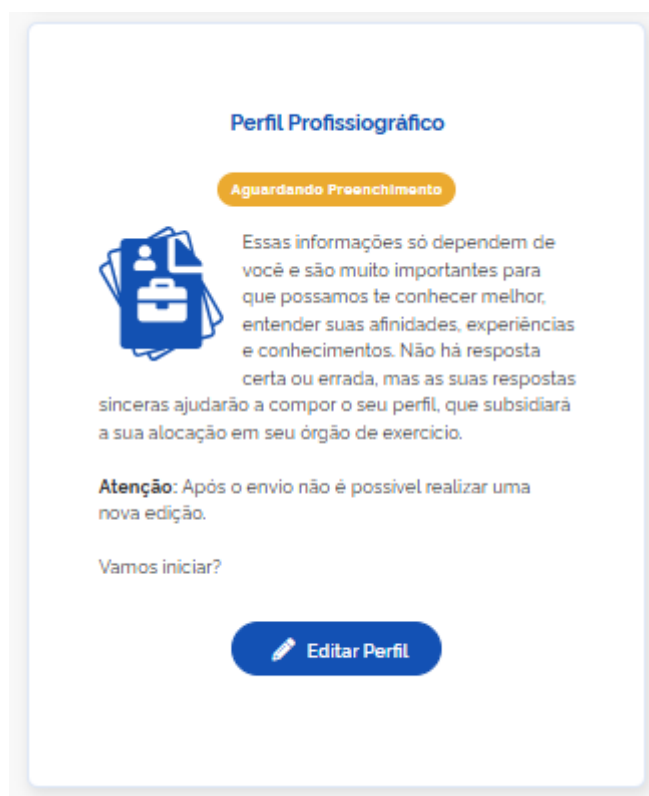 Perfil Profissiográfico
Aguardando Preenchimento
Essas informações só dependem de
você e são muito importantes para
que possamos te conhecer melhor,
entender suas afinidades, experiências
e conhecimentos. Não há resposta
certa ou errada, mas as suas respostas
sinceras ajudarão a compor o seu perfil, que subsidiará
a sua alocação em seu órgão de exercício.
Atenção: Após o envio não é possível realizar uma
nova edição.
Vamos iniciar?
Editar Perfil